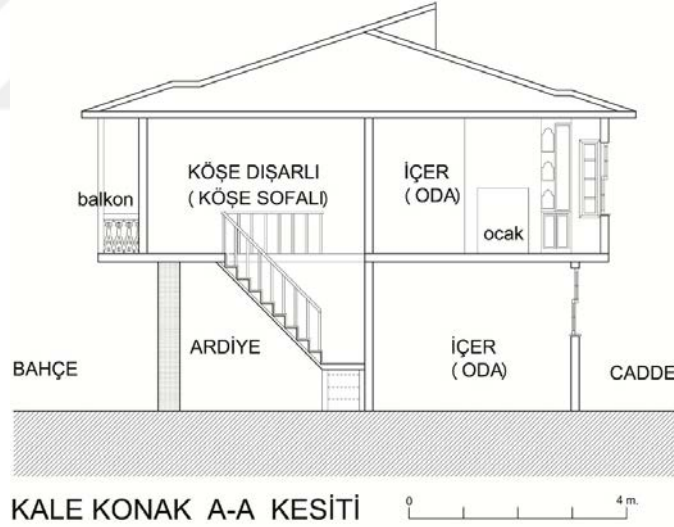 KÖŞE DIŞARLI
( KÖŞE SOFALI)
İÇER
( ODA)
balkon
ocak
ARDİYE
İÇER
( ODA)
BAHÇE
CADDE
KALE KONAK A-A KESİTİ
0 4 m.